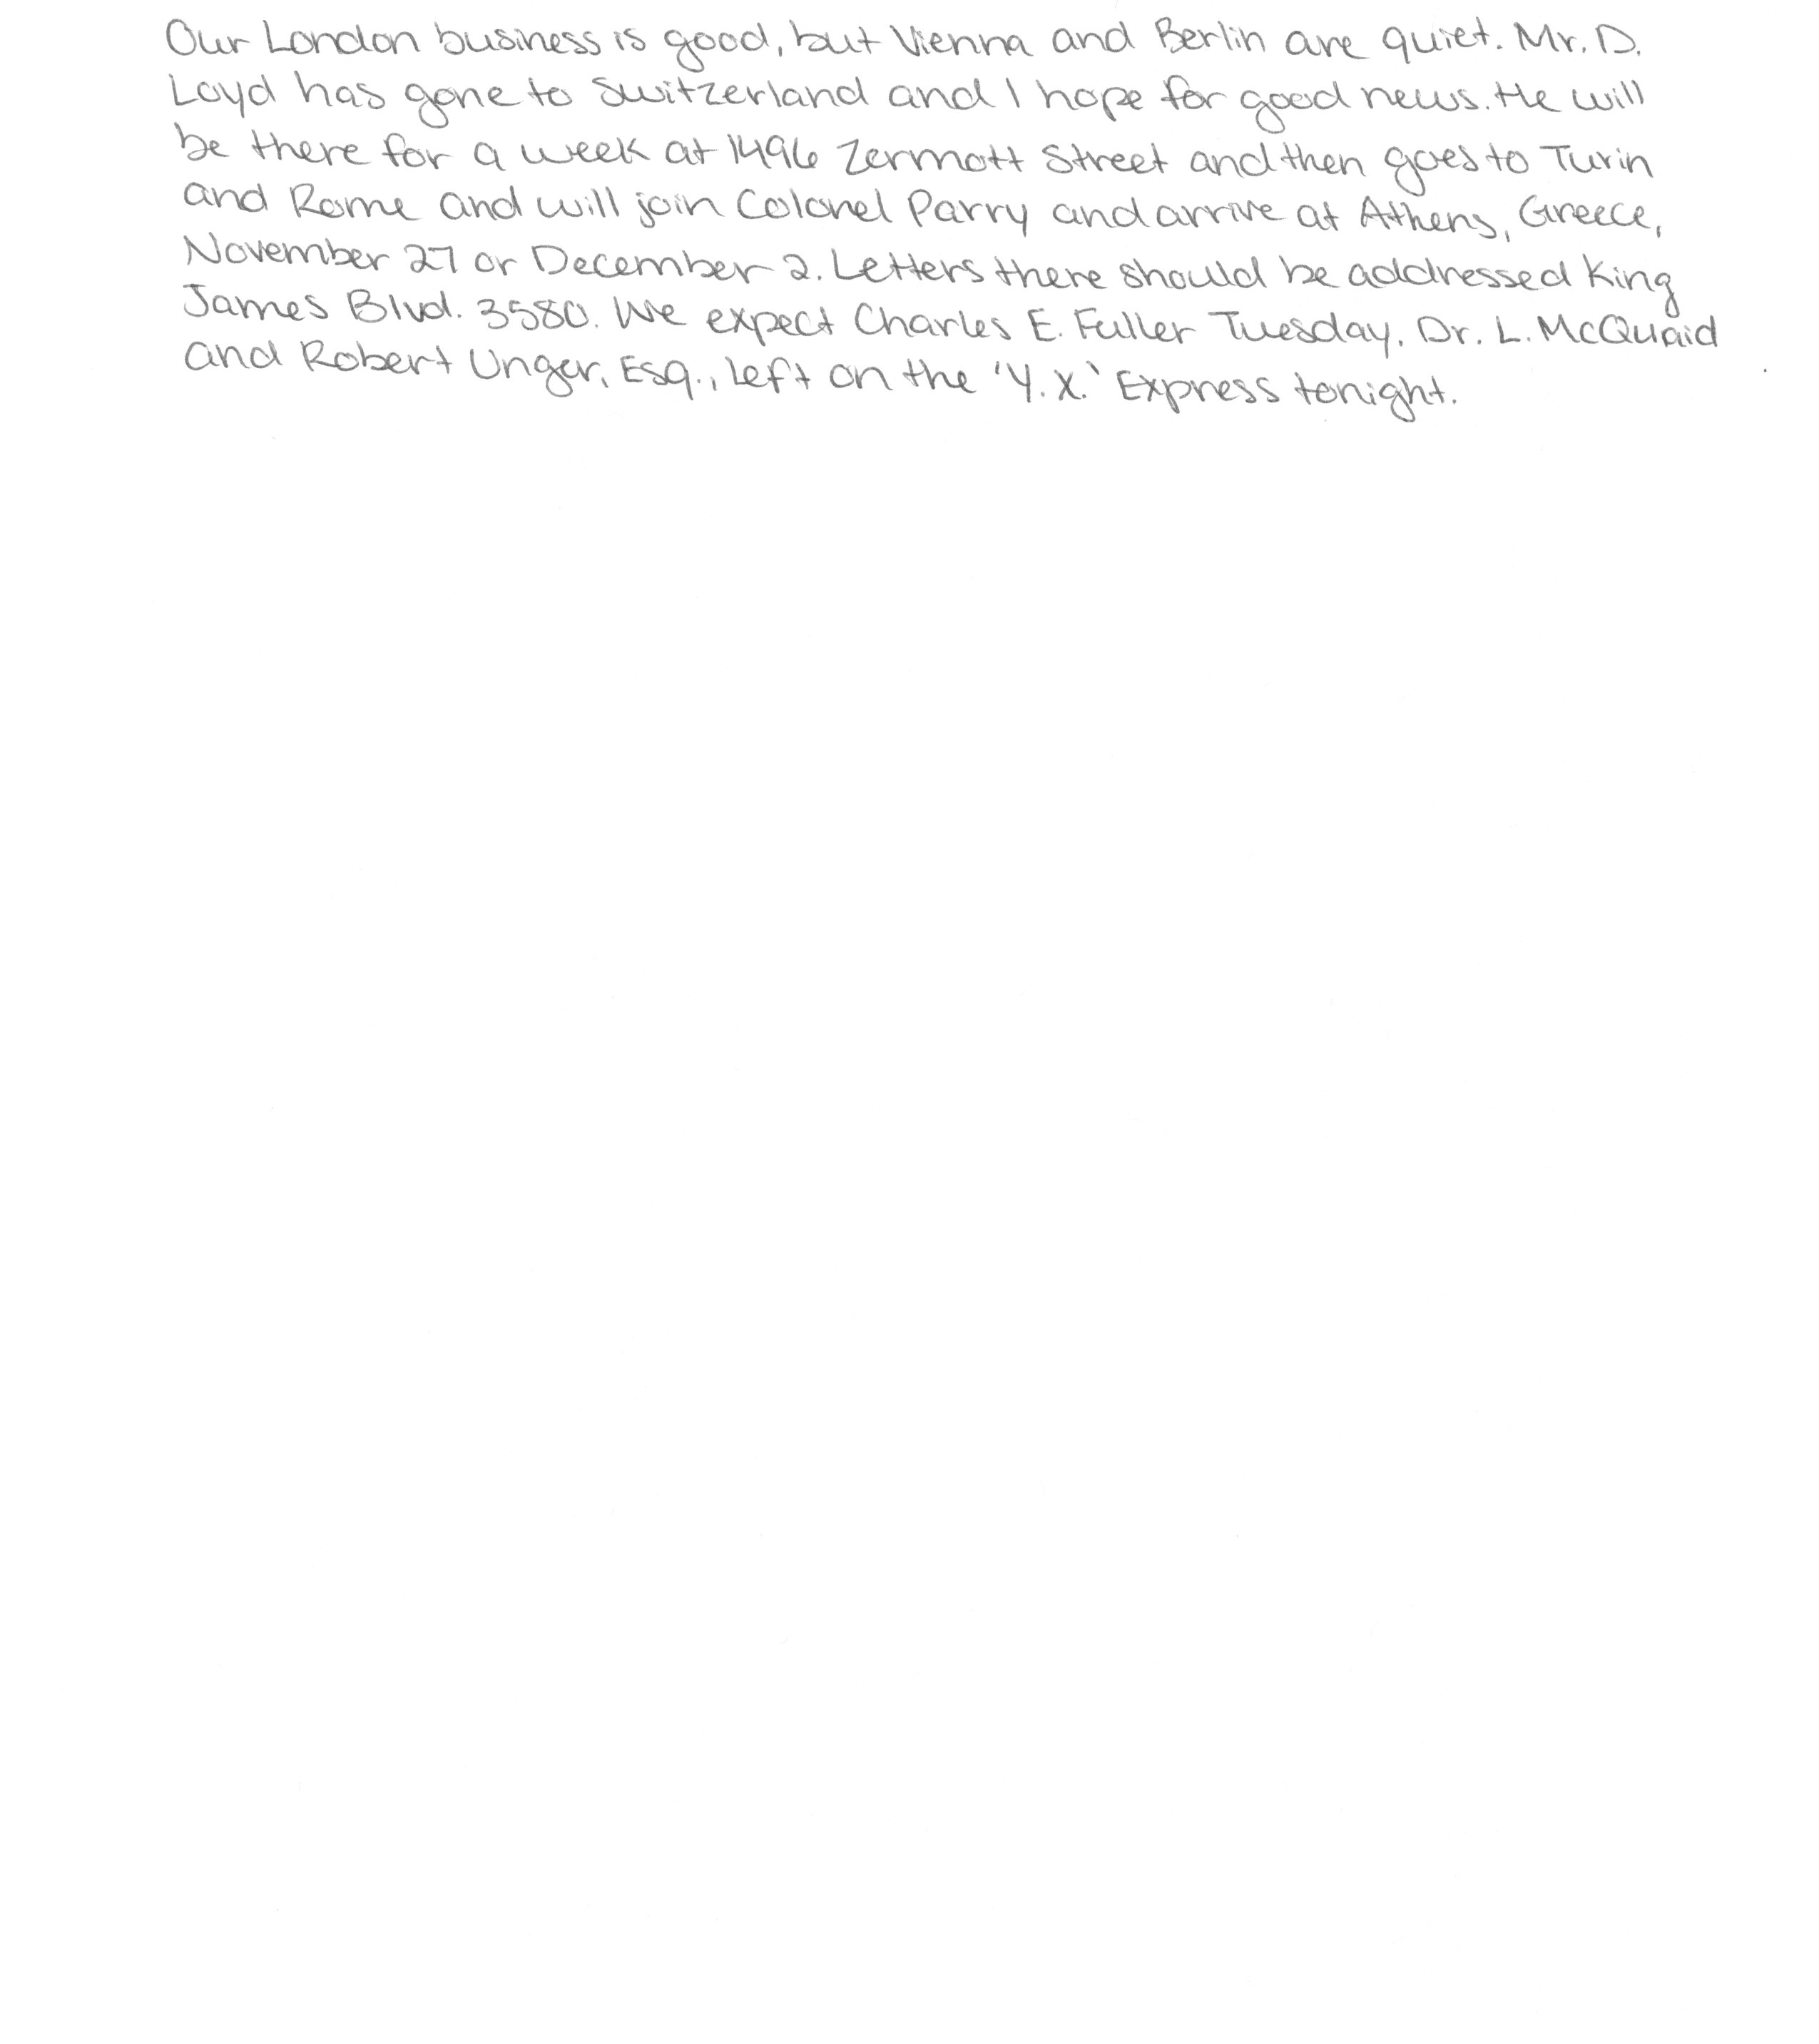 Our London business is good, but Vienna and Berlin are quiet. Mr. D.
Loyd has gone to Switzerland and I hope for good news. He will
be there for a week at 1496 Zermott Street and then goes to Turin
and Rome and will join Colonel Parry and arrive at Athens, Greece,
November 27 or December 2. Letters there should be addressed King
James Blvd. 3580. We expect Charles E. Fuller Tuesday. Dr. L. McQuaid
and Robert Unger, Esq., left on the 'Y.X.' Express tonight.